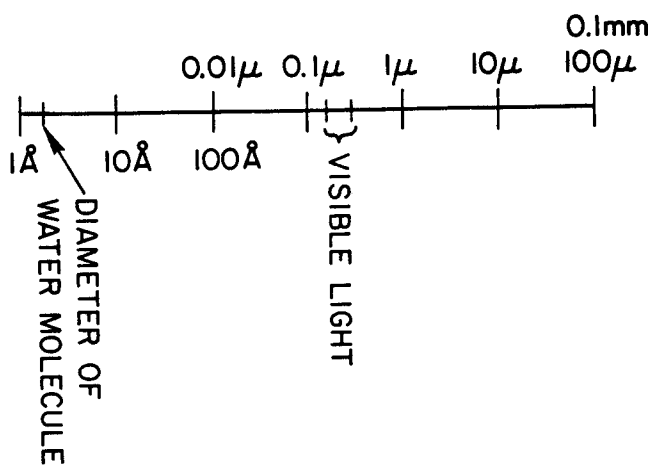 0.1mm
0.01μ 0.1μ 1μ 10μ 100μ
1Å 10Å 100Å
DIAMETER OF
WATER MOLECULE
VISIBLE LIGHT